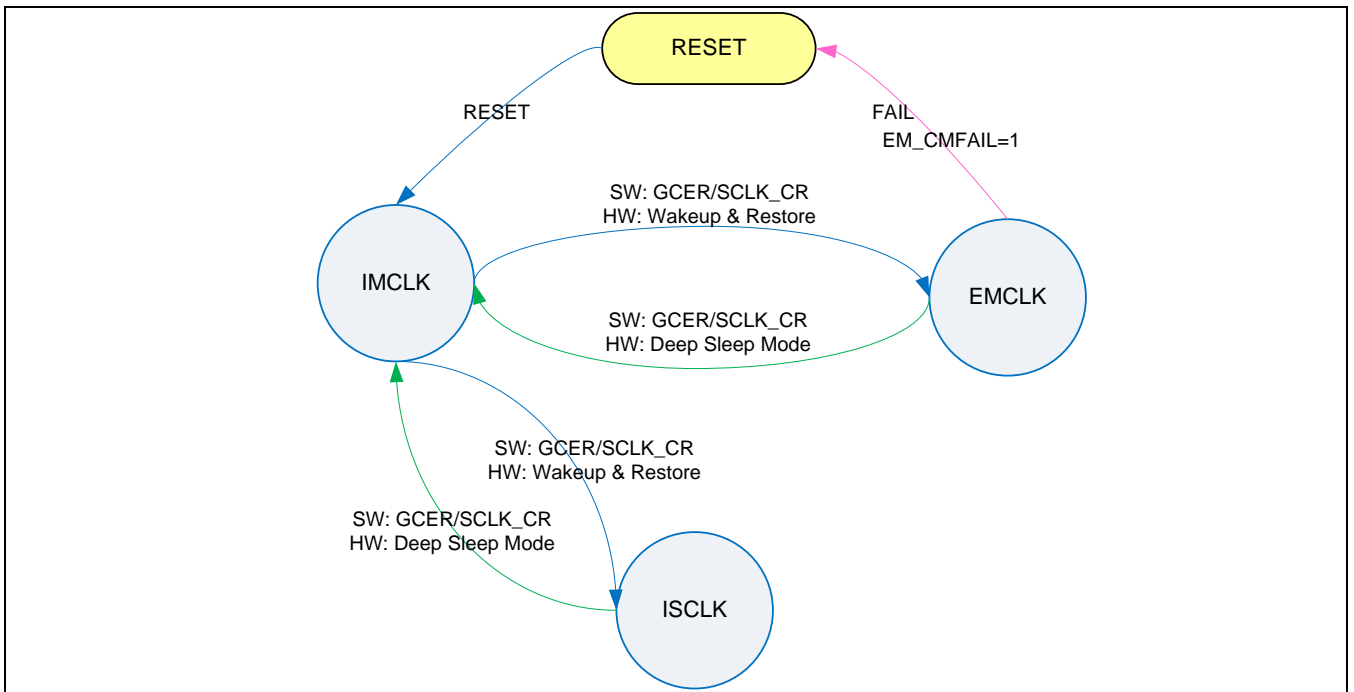 RESET
RESET
FAIL
EM_CMFAIL=1
SW: GCER/SCLK_CR
HW: Wakeup & Restore
IMCLK
EMCLK
SW: GCER/SCLK_CR
HW: Deep Sleep Mode
SW: GCER/SCLK_CR
HW: Wakeup & Restore
SW: GCER/SCLK_CR
HW: Deep Sleep Mode
ISCLK